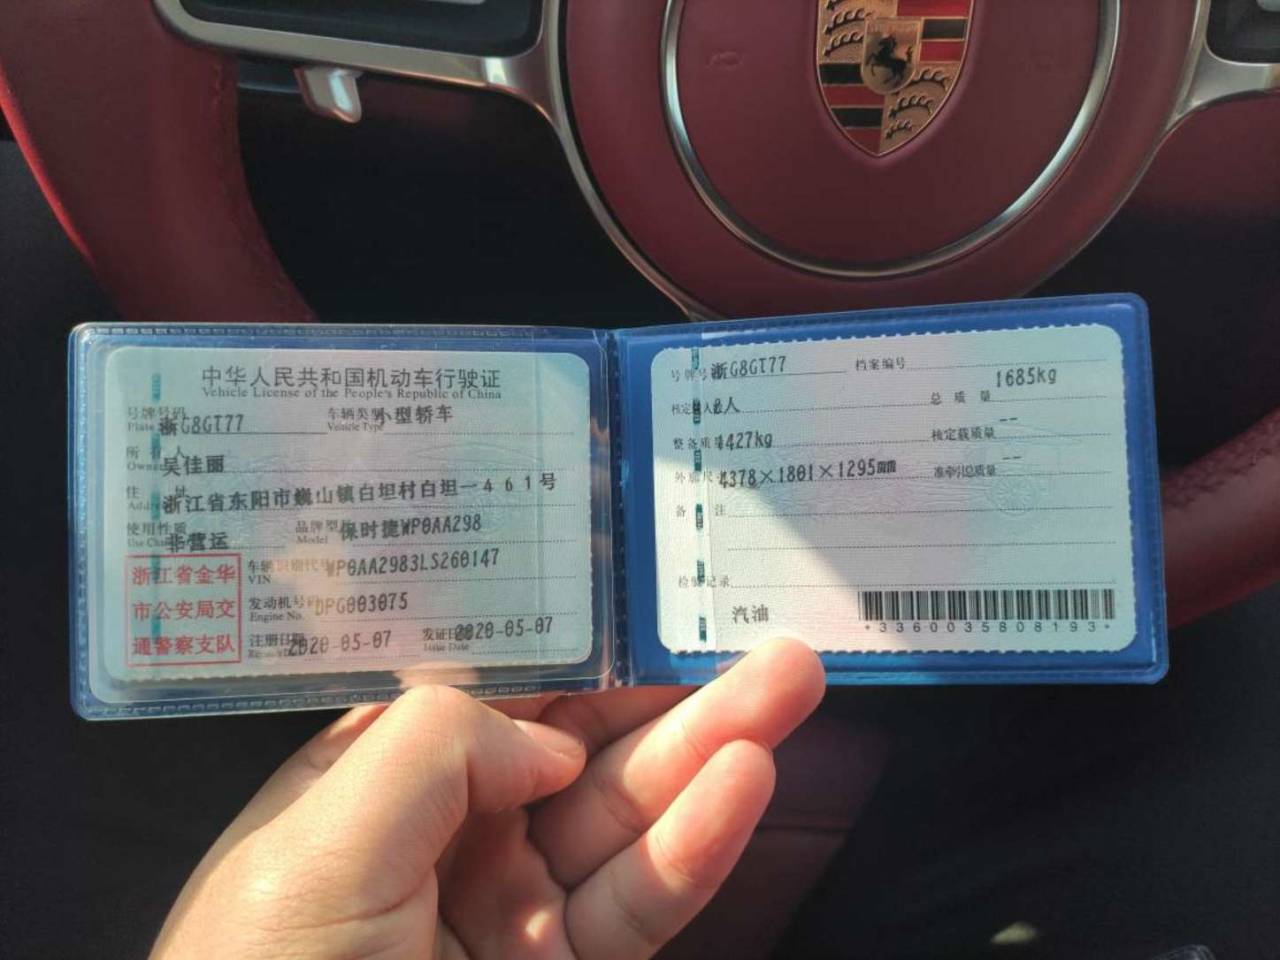 中华人民共和国机动车行驶证
Vehicle License of the People's Republic of China
号牌号码 浙G8GT77 车辆类型 小型轿车
Plate Vehicle Type
所有人 吴佳丽
Owner
住址 浙江省东阳市巍山镇白坦村白坦一461号
Address
使用性质 非营运 品牌型号 保时捷WP0AA298
Use Cha Model
浙江省金华
市公安局交
通警察支队
车辆识别代号 WP0AA2983LS260147
VIN
发动机号码 DPG003075
Engine No.
注册日期 2020-05-07 发证日期 2020-05-07
Issue Date
号牌号码 浙G8GT77 档案编号
核定载人数 2人 总质量 1685kg
整备质量 1427kg 核定载质量 --
外廓尺寸 4378×1801×1295mm 准牵引总质量 --
备注
检验记录
汽油
*3360035808193*